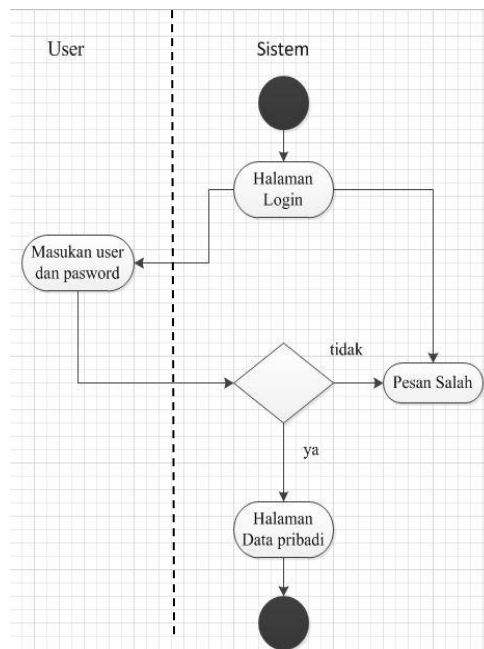 User
Sistem
Halaman
Login
Masukan user
dan pasword
tidak
Pesan Salah
ya
Halaman
Data pribadi